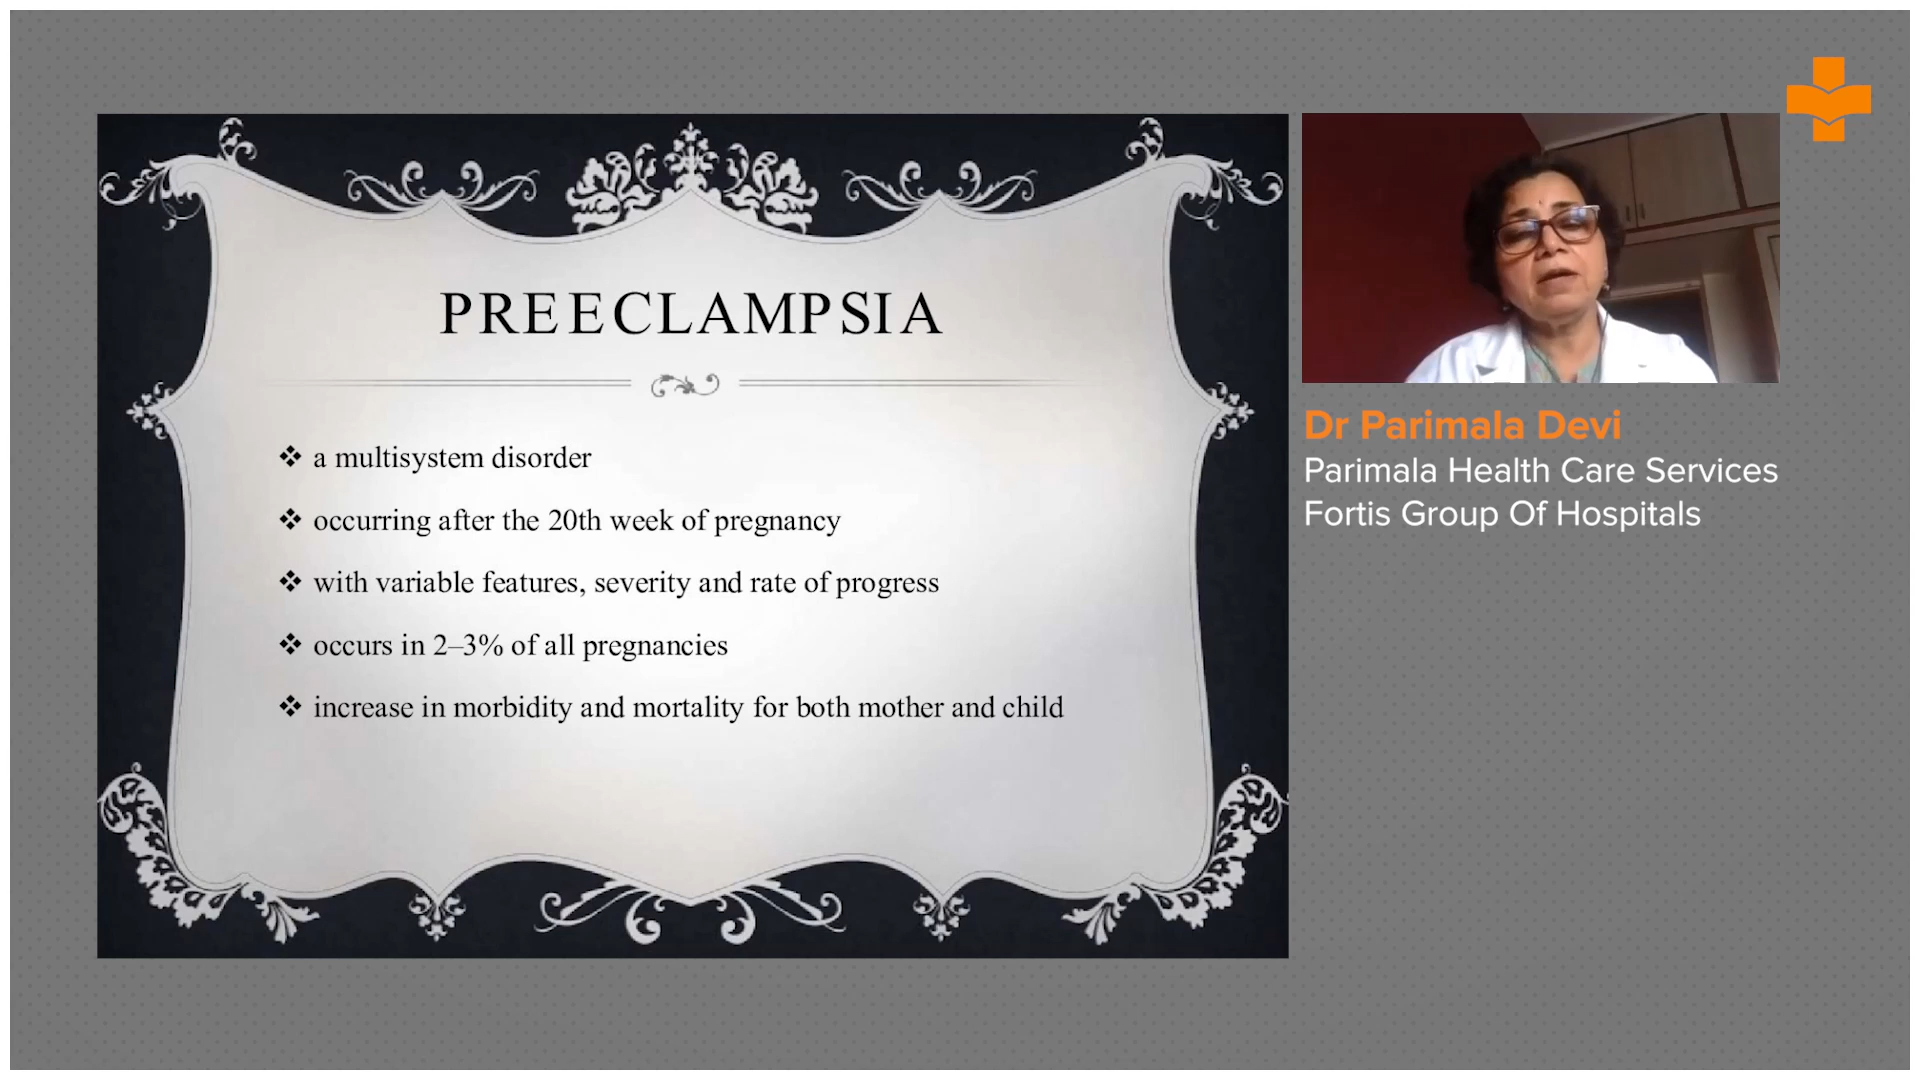 PREECLAMPSIA
❖ a multisystem disorder
❖ occurring after the 20th week of pregnancy
❖ with variable features, severity and rate of progress
❖ occurs in 2–3% of all pregnancies
❖ increase in morbidity and mortality for both mother and child
Dr Parimala Devi
Parimala Health Care Services
Fortis Group Of Hospitals